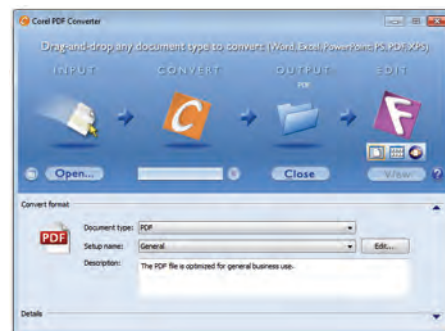 Corel PDF Converter
Drag-and-drop any document type to convert (Word, Excel, PowerPoint, PS, PDF, XPS)
INPUT CONVERT OUTPUT EDIT
PDF
C F
Open... Close View ?
Convert format
PDF
Document type: PDF
Setup name: General Edit...
Description: The PDF file is optimized for general business use.
Details